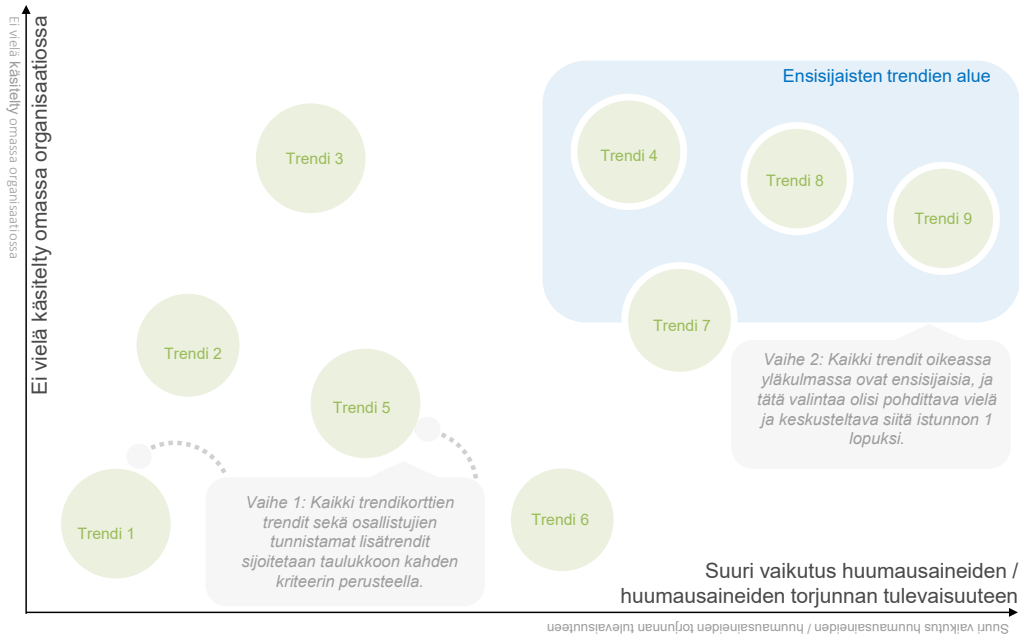 Ei vielä käsitelty omassa organisaatiossa
Ei vielä käsitelty omassa organisaatiossa
Ensisijaisten trendien alue
Trendi 3
Trendi 4
Trendi 8
Trendi 9
Trendi 7
Trendi 2
Trendi 5
Vaihe 2: Kaikki trendit oikeassa
yläkulmassa ovat ensisijaisia, ja
tätä valintaa olisi pohdittava vielä
ja keskusteltava siitä istunnon 1
lopuksi.
Trendi 1
Vaihe 1: Kaikki trendikorttien
trendit sekä osallistujien
tunnistamat lisätrendit
sijoitetaan taulukkoon kahden
kriteerin perusteella.
Trendi 6
Suuri vaikutus huumausaineiden /
huumausaineiden torjunnan tulevaisuuteen
Suuri vaikutus huumausaineiden / huumausaineiden torjunnan tulevaisuuteen